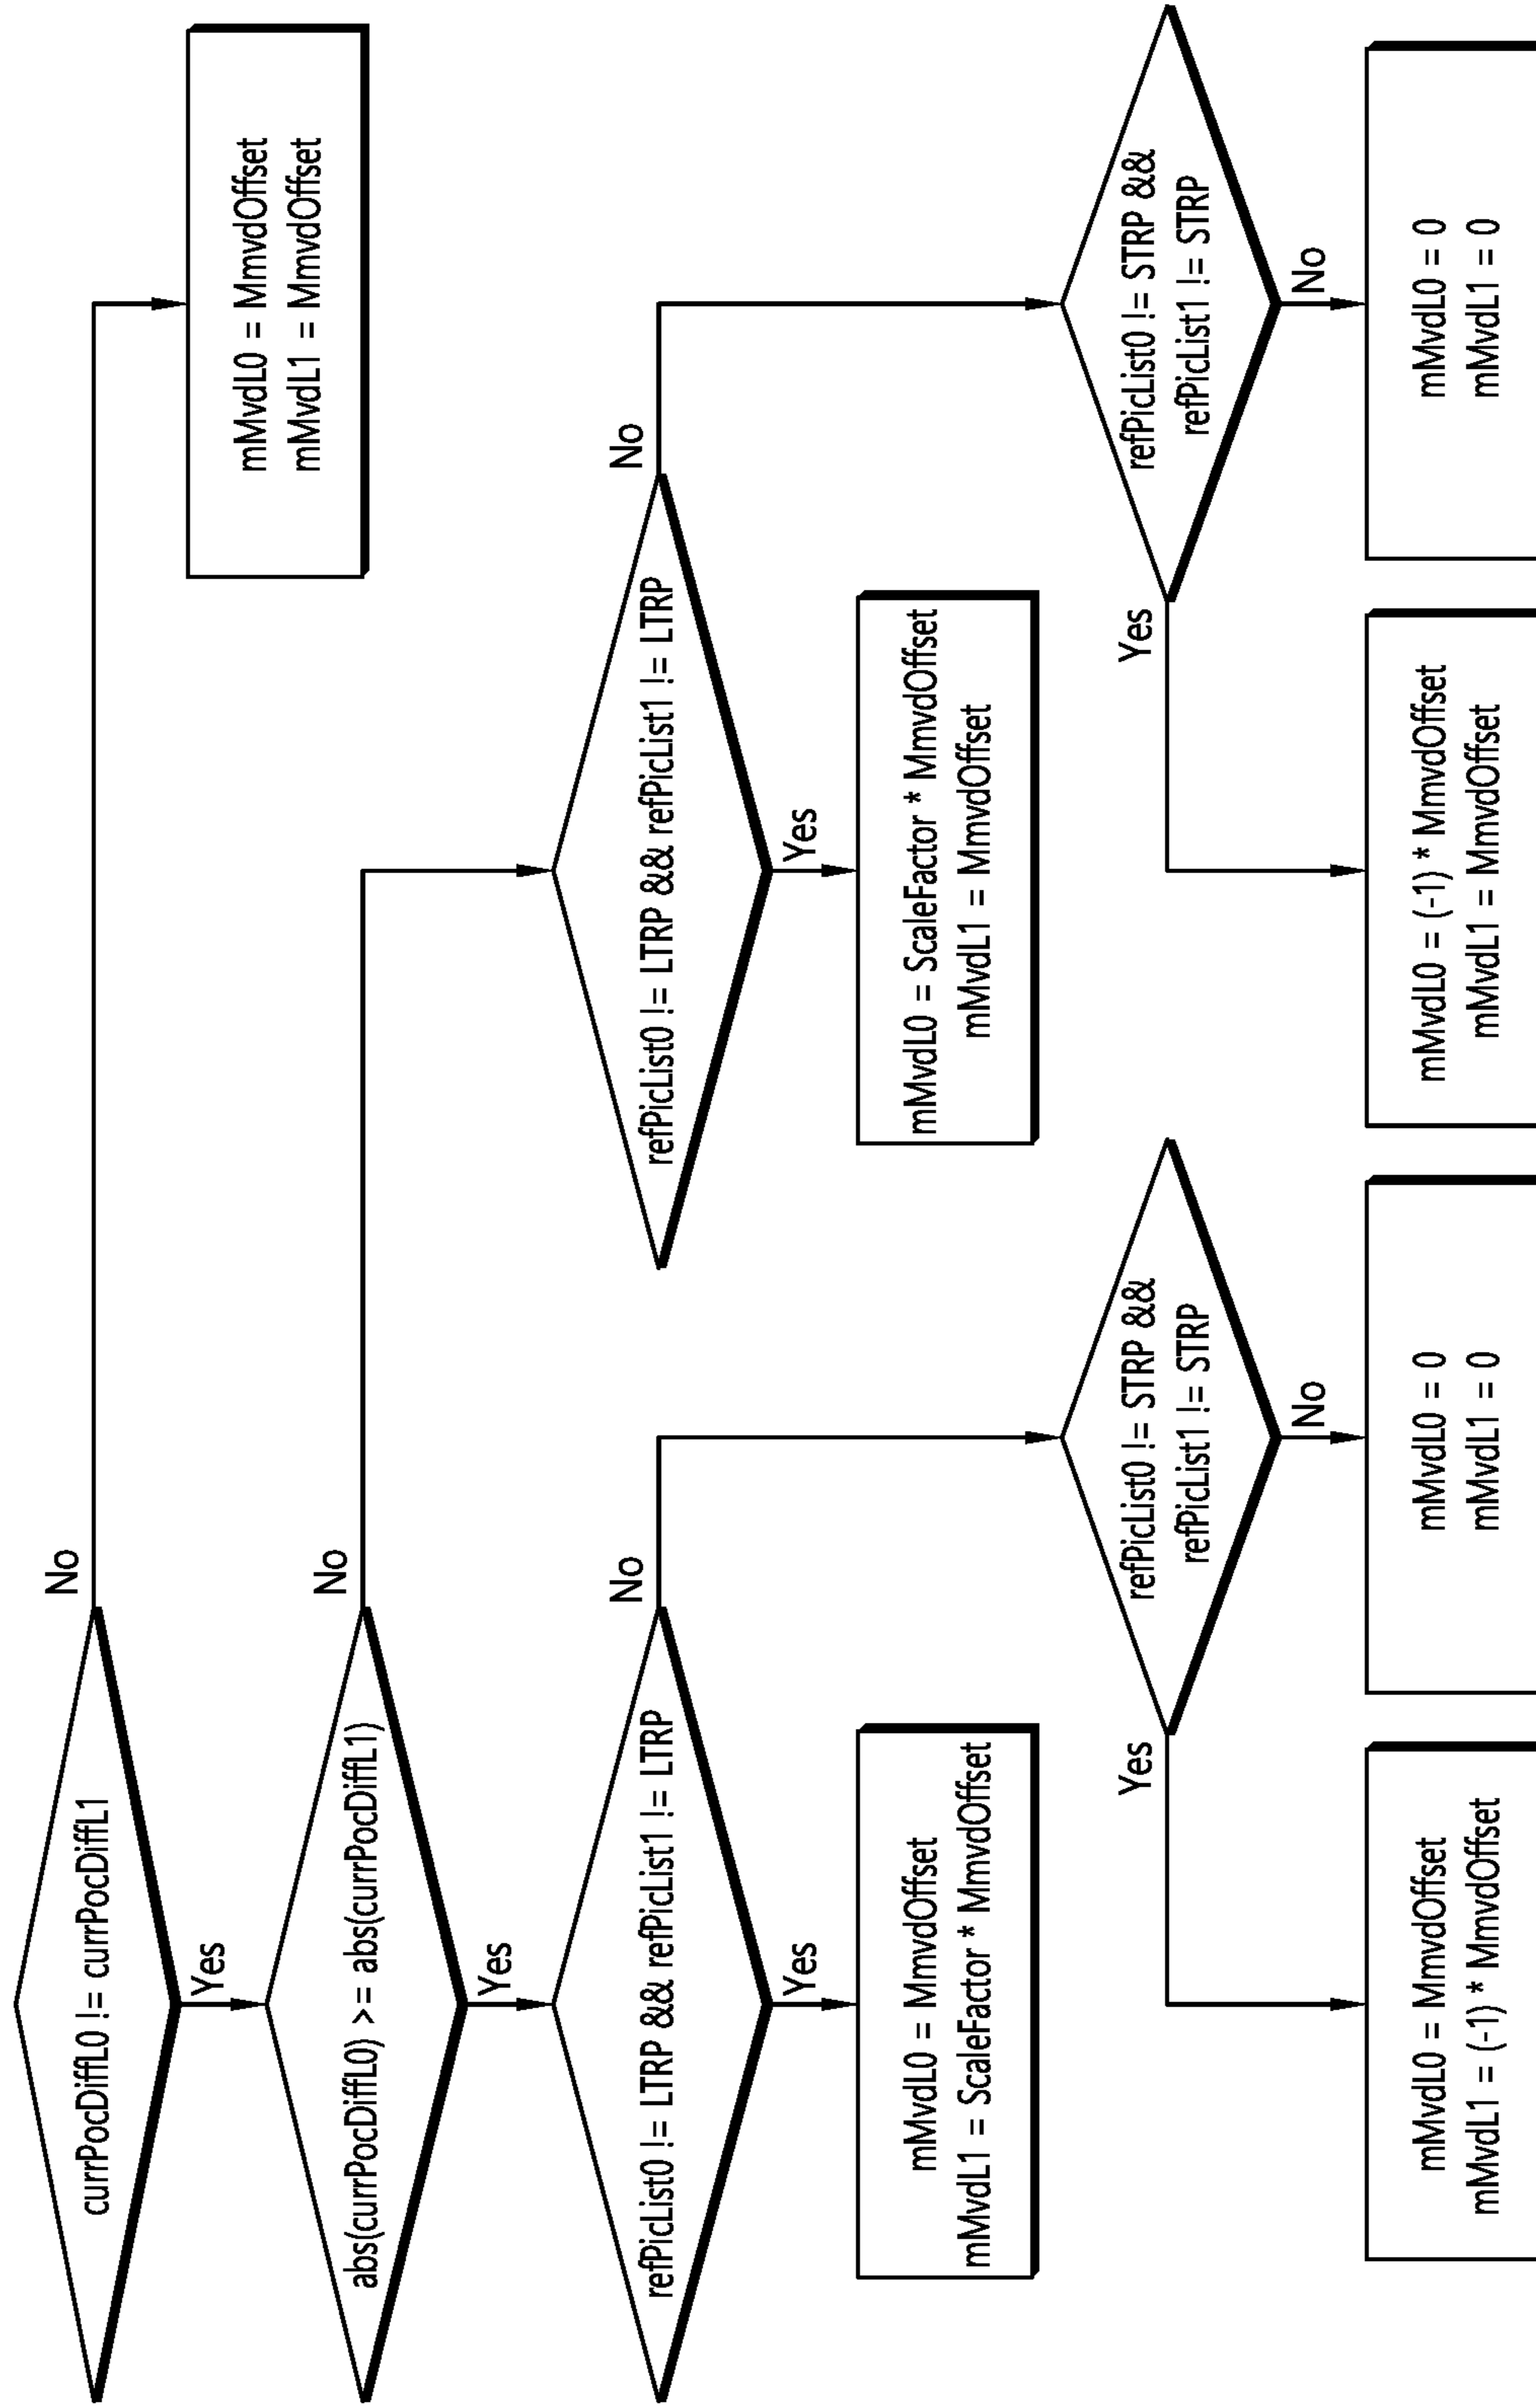 currPocDiffL0 != currPocDiffL1
No
Yes
mMvdL0 = MmvdOffset
mMvdL1 = MmvdOffset
abs(currPocDiffL0) >= abs(currPocDiffL1)
No
Yes
refPicList0 != LTRP && refPicList1 != LTRP
No
Yes
refPicList0 != LTRP && refPicList1 != LTRP
No
Yes
mMvdL0 = MmvdOffset
mMvdL1 = ScaleFactor * MmvdOffset
mMvdL0 = ScaleFactor * MmvdOffset
mMvdL1 = MmvdOffset
Yes
refPicList0 != STRP &&
refPicList1 != STRP
No
Yes
refPicList0 != STRP &&
refPicList1 != STRP
No
mMvdL0 = MmvdOffset
mMvdL1 = (-1) * MmvdOffset
mMvdL0 = 0
mMvdL1 = 0
mMvdL0 = (-1) * MmvdOffset
mMvdL1 = MmvdOffset
mMvdL0 = 0
mMvdL1 = 0